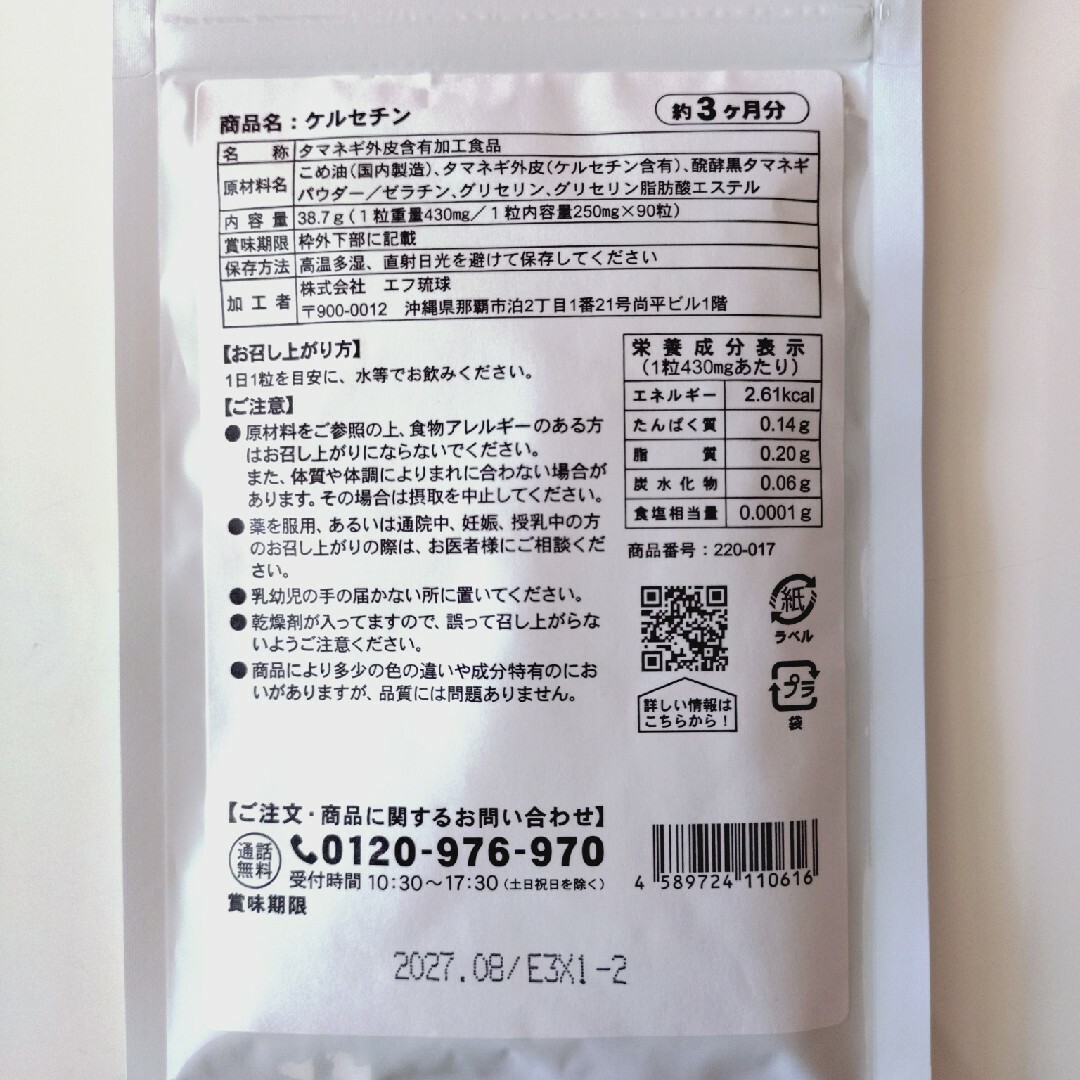 商品名：ケルセチン
約3ヶ月分
名称 タマネギ外皮含有加工食品
原材料名 こめ油（国内製造）、タマネギ外皮（ケルセチン含有）、醗酵黒タマネギ
パウダー／ゼラチン、グリセリン、グリセリン脂肪酸エステル
内容量 38.7g（1粒重量430mg／1粒内容量250mg×90粒）
賞味期限 枠外下部に記載
保存方法 高温多湿、直射日光を避けて保存してください
加工者 株式会社 エフ琉球
〒900-0012 沖縄県那覇市泊2丁目1番21号尚平ビル1階
【お召し上がり方】
1日1粒を目安に、水等でお飲みください。
【ご注意】
●原材料をご参照の上、食物アレルギーのある方
はお召し上がりにならないでください。
また、体質や体調によりまれに合わない場合が
あります。その場合は摂取を中止してください。
●薬を服用、あるいは通院中、妊娠、授乳中の方
のお召し上がりの際は、お医者様にご相談くだ
さい。
●乳幼児の手の届かない所に置いてください。
●乾燥剤が入ってますので、誤って召し上がらな
いようご注意ください。
●商品により多少の色の違いや成分特有のにお
いがありますが、品質には問題ありません。
栄養成分表示
（1粒430mgあたり）
エネルギー 2.61kcal
たんぱく質 0.14g
脂質 0.20g
炭水化物 0.06g
食塩相当量 0.0001g
商品番号：220-017
紙
ラベル
プラ
袋
詳しい情報は
こちらから！
【ご注文・商品に関するお問い合わせ】
通話
無料
0120-976-970
受付時間 10:30～17:30（土日祝日を除く）
4 589724 110616
賞味期限
2027.08/E3X1-2